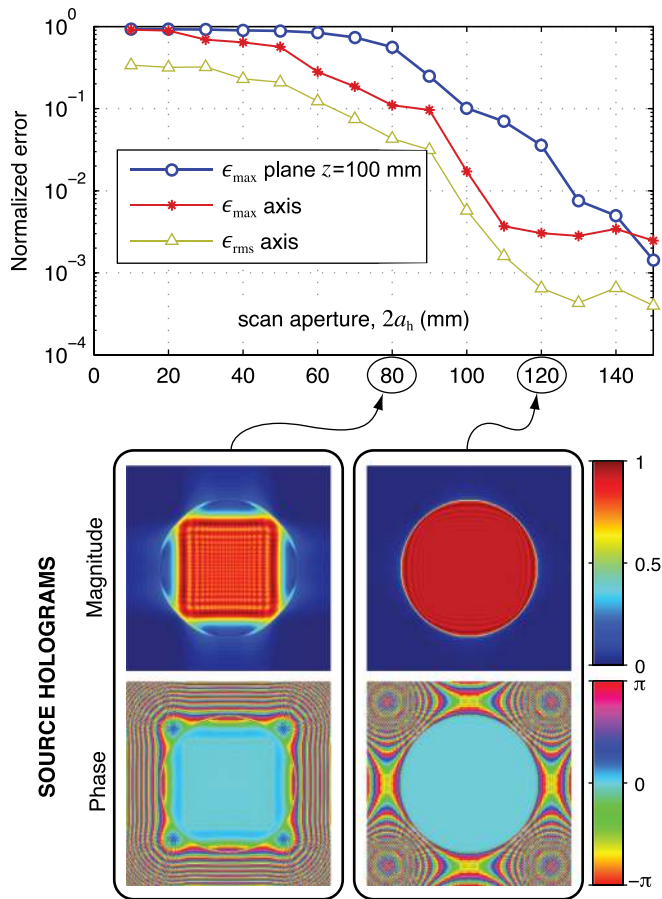 Normalized error
10^0
10^-1
10^-2
10^-3
10^-4
ϵ_max plane z=100 mm
ϵ_max axis
ϵ_rms axis
scan aperture, 2a_h (mm)
0 20 40 60 80 100 120 140
SOURCE HOLOGRAMS
Magnitude
1
0.5
0
Phase
π
0
−π